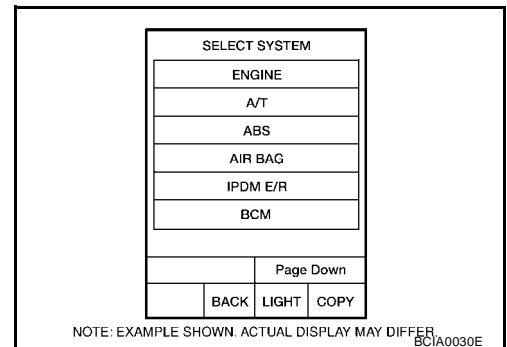 SELECT SYSTEM
ENGINE
A/T
ABS
AIR BAG
IPDM E/R
BCM
Page Down
BACK LIGHT COPY
NOTE: EXAMPLE SHOWN. ACTUAL DISPLAY MAY DIFFER.
BCIA0030E